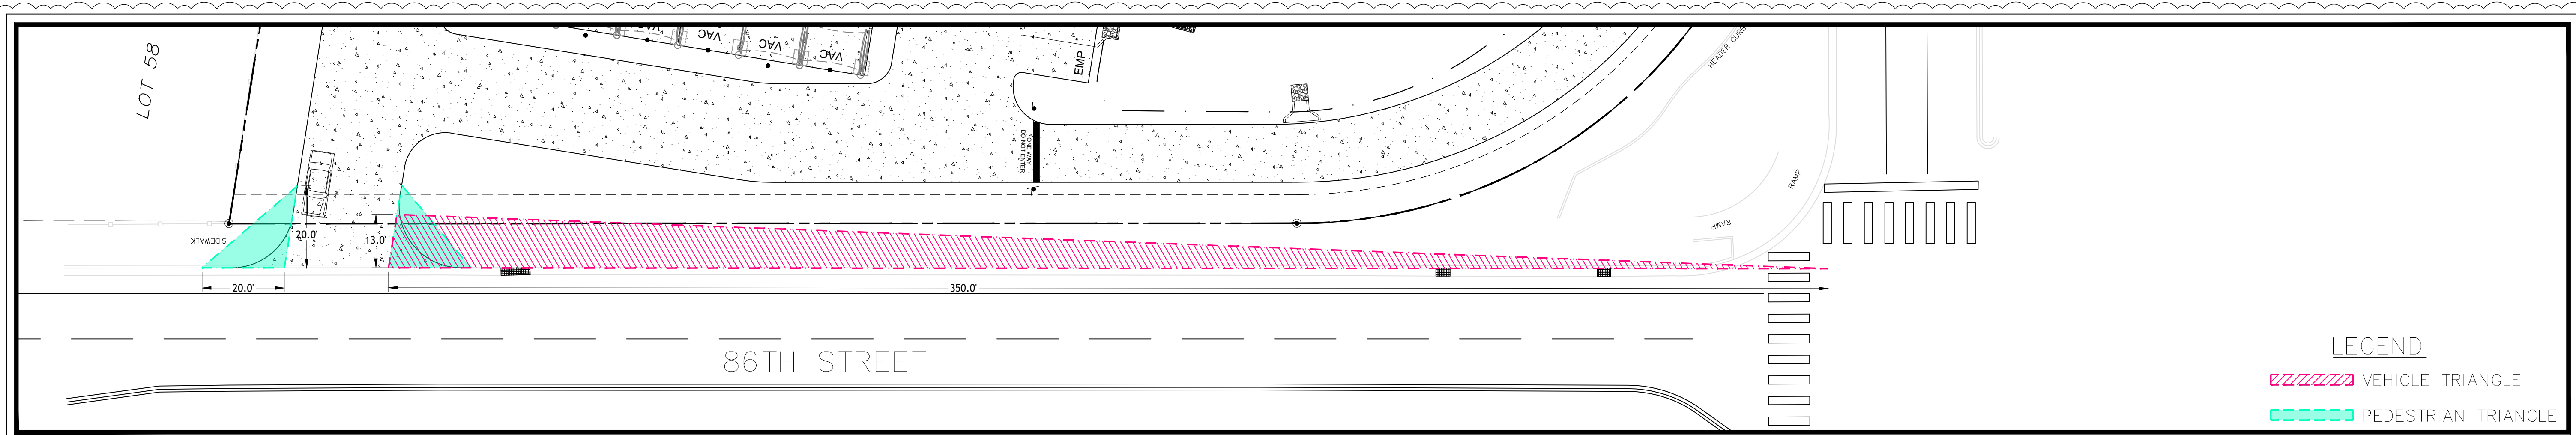 LOT 58
VAC
VAC
VAC
VAC
EMP
HEADER CURB
ONE WAY
DO NOT ENTER
RAMP
RAMP
SIDEWALK
20.0'
13.0'
20.0'
350.0'
86TH STREET
LEGEND
VEHICLE TRIANGLE
PEDESTRIAN TRIANGLE